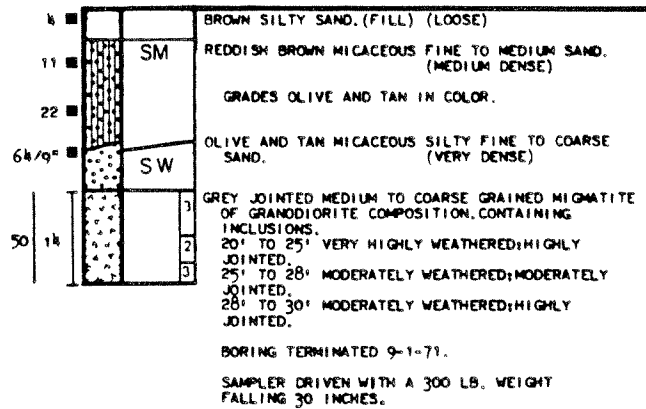 BROWN SILTY SAND. (FILL) (LOOSE)
SM
REDDISH BROWN MICACEOUS FINE TO MEDIUM SAND.
11
(MEDIUM DENSE)
GRADES OLIVE AND TAN IN COLOR.
22
OLIVE AND TAN MICACEOUS SILTY FINE TO COARSE
SAND. (VERY DENSE)
SW
GREY JOINTED MEDIUM TO COARSE GRAINED MIGMATITE
3
OF GRANODIORITE COMPOSITION, CONTAINING
INCLUSIONS.
50
2
20' TO 25' VERY HIGHLY WEATHERED; HIGHLY
JOINTED.
3
25' TO 28' MODERATELY WEATHERED; MODERATELY
JOINTED.
28' TO 30' MODERATELY WEATHERED; HIGHLY
JOINTED.
BORING TERMINATED 9-1-71.
SAMPLER DRIVEN WITH A 300 LB. WEIGHT
FALLING 30 INCHES.